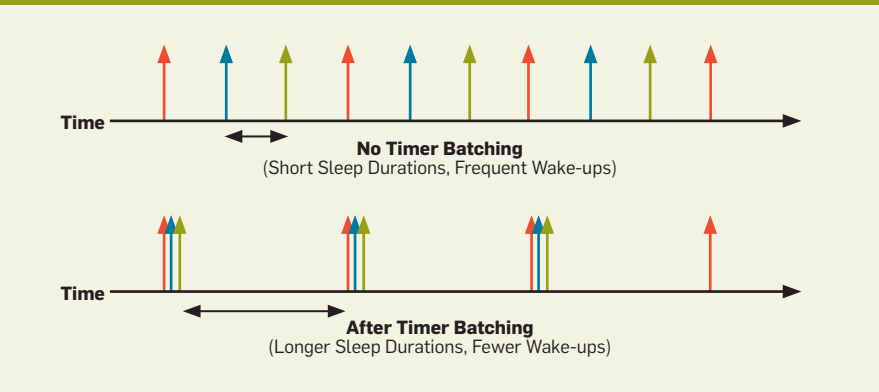 Time
No Timer Batching
(Short Sleep Durations, Frequent Wake-ups)
Time
After Timer Batching
(Longer Sleep Durations, Fewer Wake-ups)